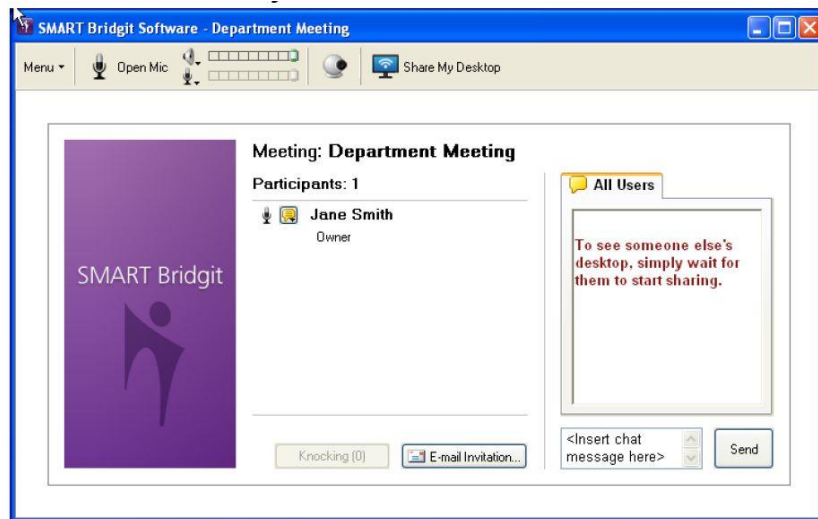 SMART Bridgit Software - Department Meeting
Menu
Open Mic
Share My Desktop
SMART Bridgit
Meeting: Department Meeting
Participants: 1
Jane Smith
Owner
Knocking (0)
E-mail Invitation...
All Users
To see someone else's
desktop, simply wait for
them to start sharing.
<Insert chat
message here>
Send